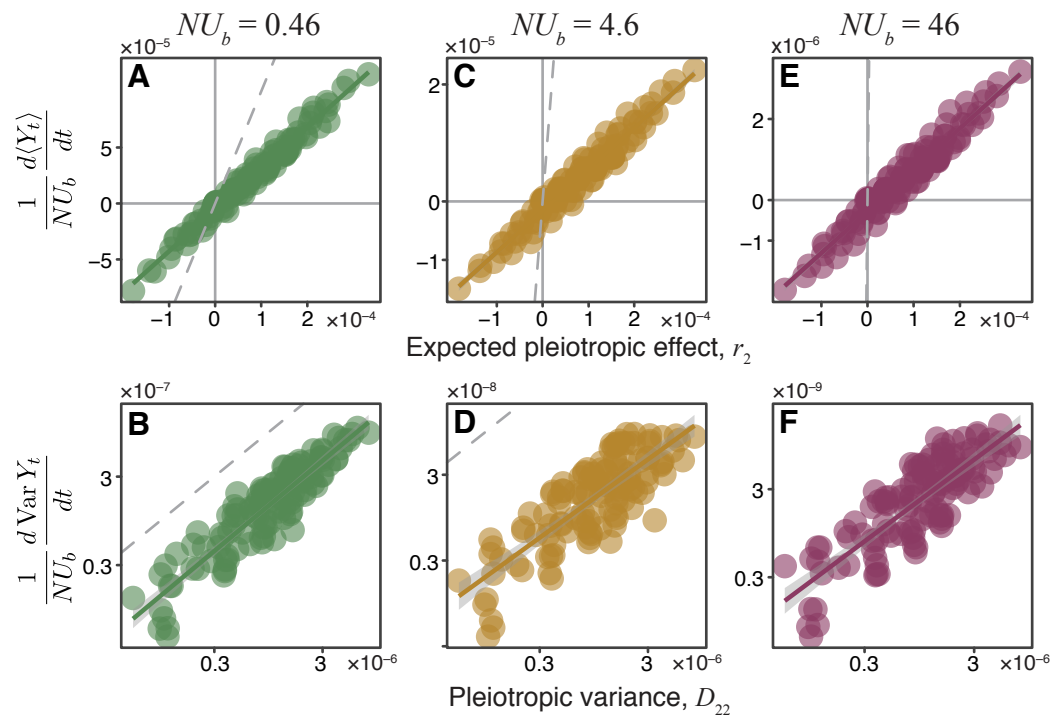 NU_b = 0.46
NU_b = 4.6
NU_b = 46
×10⁻⁵
×10⁻⁵
×10⁻⁶
A
C
E
1/NU_b d⟨Y_t⟩/dt
5
0
−5
2
0
−1
2
0
−1
−1 0 1 2 ×10⁻⁴
−1 0 1 2 ×10⁻⁴
−1 0 1 2 ×10⁻⁴
Expected pleiotropic effect, r₂
×10⁻⁷
×10⁻⁸
×10⁻⁹
B
D
F
1/NU_b d Var Y_t/dt
3
0.3
3
0.3
3
0.3
0.3 3 ×10⁻⁶
0.3 3 ×10⁻⁶
0.3 3 ×10⁻⁶
Pleiotropic variance, D₂₂